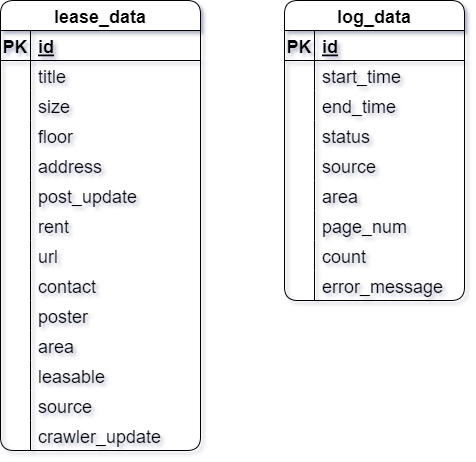 lease_data
PK id
title
size
floor
address
post_update
rent
url
contact
poster
area
leasable
source
crawler_update
log_data
PK id
start_time
end_time
status
source
area
page_num
count
error_message